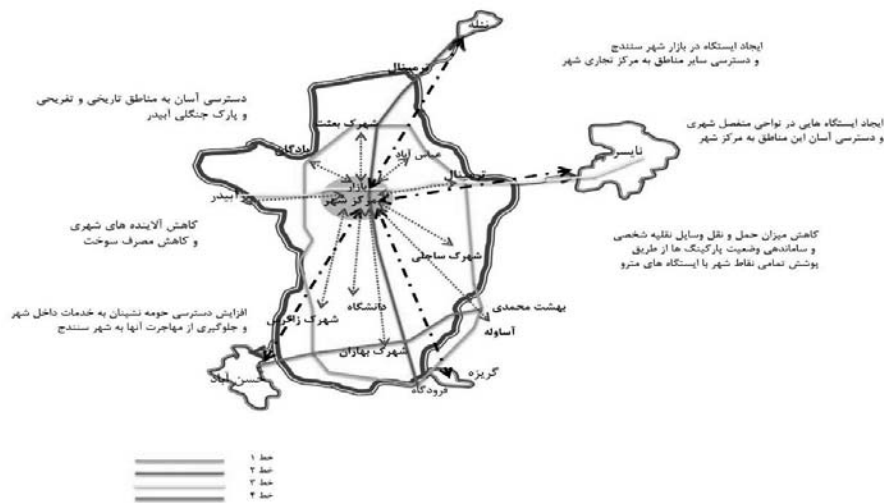 ننله
ایجاد ایستگاه در بازار شهر سنندج
و دسترسی سایر مناطق به مرکز تجاری شهر
ترمینال
دسترسی آسان به مناطق تاریخی و تفریحی
و پارک جنگلی آبیدر
ایجاد ایستگاه هایی در نواحی منفصل شهری
و دسترسی آسان این مناطق به مرکز شهر
شهرک بعثت
نایسر
پادگان
عباس آباد
ترمینال
بازار
مرکز شهر
آبیدر
کاهش آلاینده های شهری
و کاهش مصرف سوخت
کاهش میزان حمل و نقل وسایل نقلیه شخصی
و ساماندهی وضعیت پارکینگ ها از طریق
پوشش تمامی نقاط شهر با ایستگاه های مترو
شهرک ساحلی
دانشگاه
بهشت محمدی
افزایش دسترسی حومه نشینان به خدمات داخل شهر
و جلوگیری از مهاجرت آنها به شهر سنندج
شهرک زاگرس
آساوله
شهرک بهاران
حسن آباد
گریزه
فرودگاه
خط ۱
خط ۲
خط ۳
خط ۴